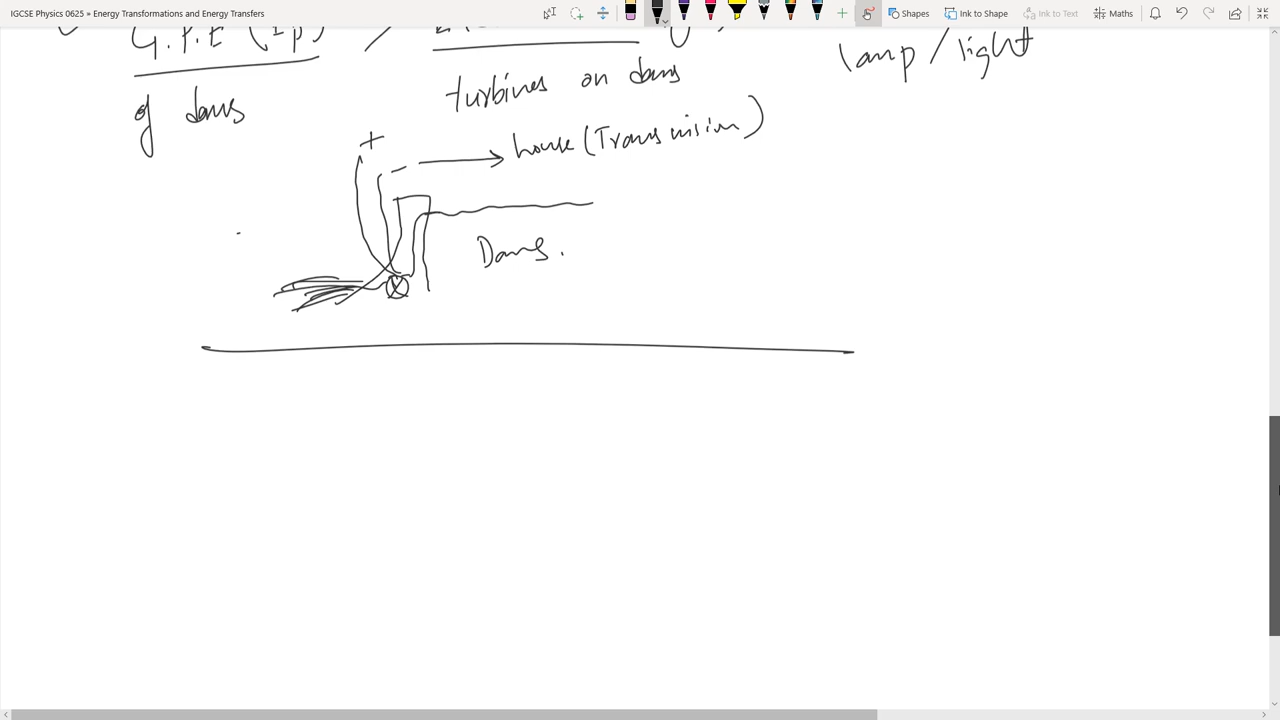 IGCSE Physics 0625 » Energy Transformations and Energy Transfers
Shapes
Ink to Shape
Ink to Text
Maths
G.P.E (Ep)
lamp / light
of dams
turbines on dams
+
- → house (Transmission)
Dams.